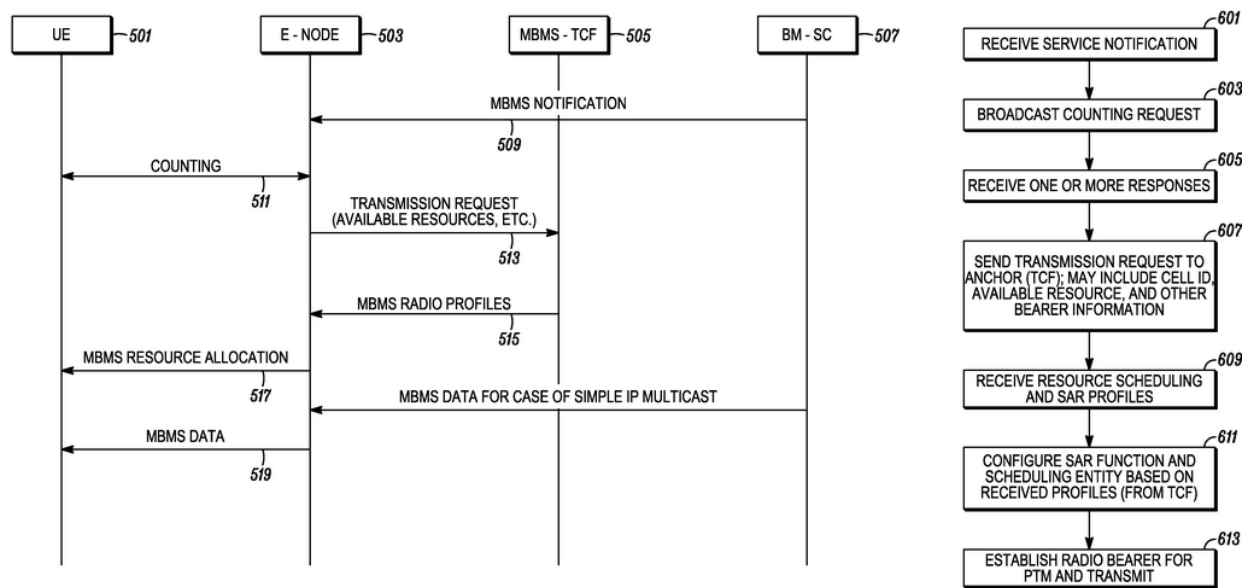 UE
501
E - NODE
503
MBMS - TCF
505
BM - SC
507
MBMS NOTIFICATION
509
COUNTING
511
TRANSMISSION REQUEST
(AVAILABLE RESOURCES, ETC.)
513
MBMS RADIO PROFILES
515
MBMS RESOURCE ALLOCATION
517
MBMS DATA FOR CASE OF SIMPLE IP MULTICAST
MBMS DATA
519
601
RECEIVE SERVICE NOTIFICATION
603
BROADCAST COUNTING REQUEST
605
RECEIVE ONE OR MORE RESPONSES
607
SEND TRANSMISSION REQUEST TO
ANCHOR (TCF); MAY INCLUDE CELL ID,
AVAILABLE RESOURCE, AND OTHER
BEARER INFORMATION
609
RECEIVE RESOURCE SCHEDULING
AND SAR PROFILES
611
CONFIGURE SAR FUNCTION AND
SCHEDULING ENTITY BASED ON
RECEIVED PROFILES (FROM TCF)
613
ESTABLISH RADIO BEARER FOR
PTM AND TRANSMIT